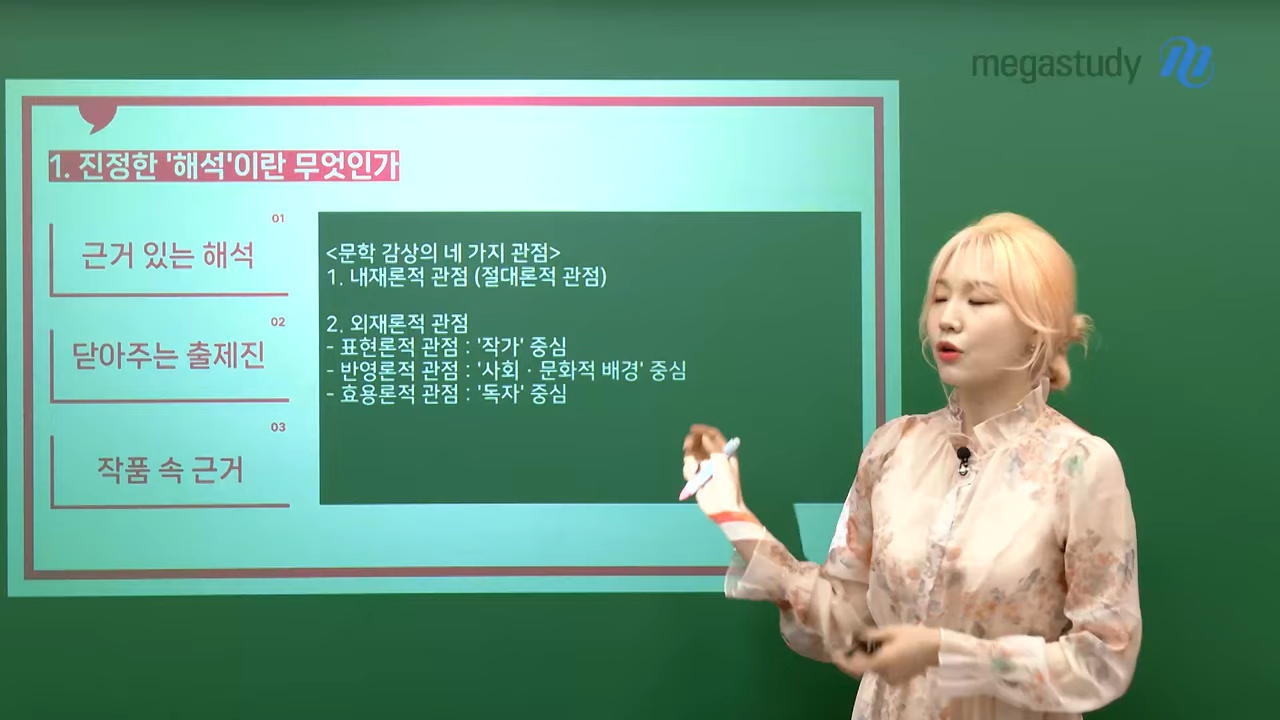 megastudy
1. 진정한 '해석'이란 무엇인가
01
근거 있는 해석
02
닫아주는 출제진
03
작품 속 근거
<문학 감상의 네 가지 관점>
1. 내재론적 관점 (절대론적 관점)
2. 외재론적 관점
- 표현론적 관점 : '작가' 중심
- 반영론적 관점 : '사회 · 문화적 배경' 중심
- 효용론적 관점 : '독자' 중심